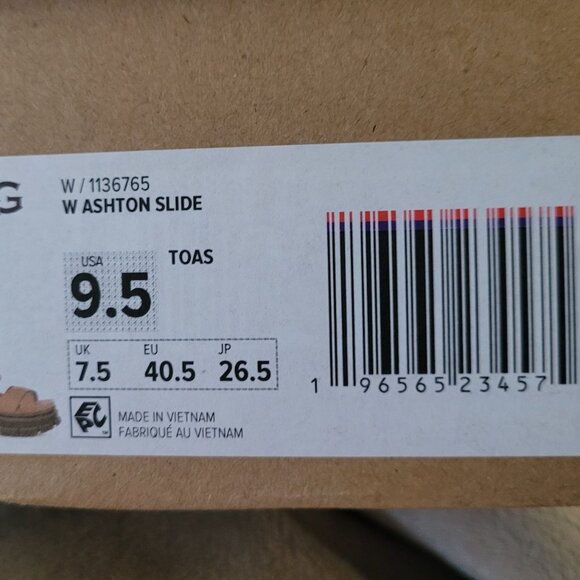 G
W / 1136765
W ASHTON SLIDE
USA
9.5
TOAS
UK EU JP
7.5 40.5 26.5
1 96565 23457
EPC
MADE IN VIETNAM
FABRIQUÉ AU VIETNAM